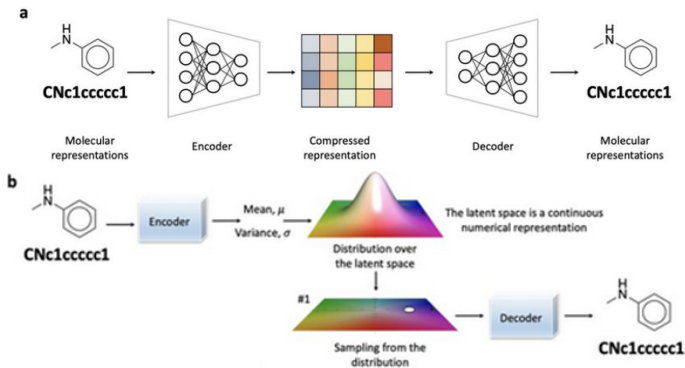 a
H
N
CNc1ccccc1
Molecular
representations
Encoder
Compressed
representation
Decoder
H
N
CNc1ccccc1
Molecular
representations
b
H
N
CNc1ccccc1
Encoder
Mean, μ
Variance, σ
The latent space is a continuous
numerical representation
Distribution over
the latent space
#1
Sampling from the
distribution
Decoder
H
N
CNc1ccccc1